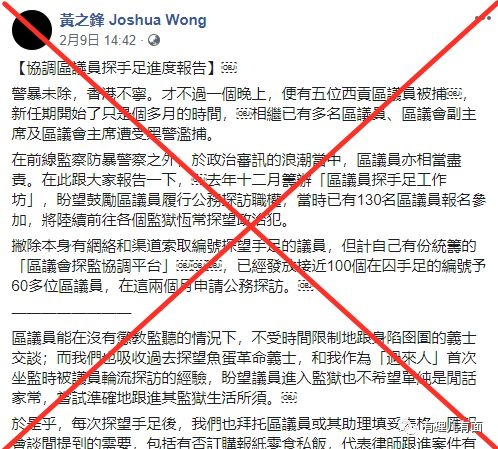 黃之鋒 Joshua Wong
2月9日 14:42 ·
【協調區議員探手足進度報告】
警暴未除，香港不寧。才不過一個晚上，便有五位西貢區議員被捕，
新任期開始了只是個多月的時間，相繼已有多名區議員、區議會副主
席及區議會主席遭受黑警濫捕。
在前線監察防暴警察之外，於政治審訊的浪潮當中，區議員亦相當盡
責。在此跟大家報告一下，去年十二月籌辦「區議員探手足工作
坊」，盼望鼓勵區議員履行公務探訪職權，當時已有130名區議員報名參
加，將陸續前往各個監獄恆常探望政治犯。
撇除本身有網絡和渠道索取編號探望手足的議員，但計自己有份統籌的
「區議會探監協調平台」，已經發放接近100個在囚手足的編號予
60多位區議員，在這兩個月申請公務探訪。
——————————
區議員能在沒有懲教監聽的情況下，不受時間限制地跟身陷囹圄的義士
交談；而我們也吸收過去探望魚蛋革命義士，和我作為「過來人」首次
坐監時被議員輪流探訪的經驗，盼望議員進入監獄也不希望單純是閒話
家常，嘗試準確地跟進其監獄生活所須。
於是乎，每次探望手足後，我們也拜托區議員或其助理填妥
會談間提到的需要，包括有否訂購報紙零食私飯，代表律師跟進案件有
有理兒有面